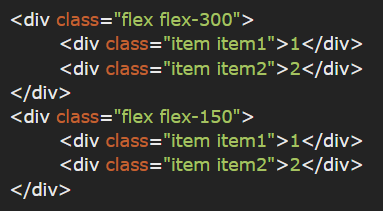 <div class="flex flex-300">
<div class="item item1">1</div>
<div class="item item2">2</div>
</div>
<div class="flex flex-150">
<div class="item item1">1</div>
<div class="item item2">2</div>
</div>